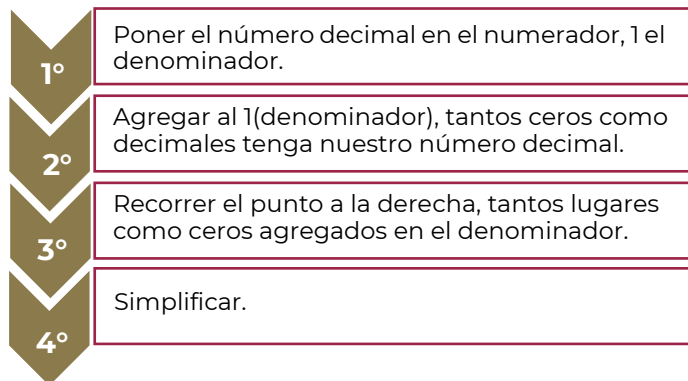 1°
Poner el número decimal en el numerador, 1 el
denominador.
2°
Agregar al 1(denominador), tantos ceros como
decimales tenga nuestro número decimal.
3°
Recorrer el punto a la derecha, tantos lugares
como ceros agregados en el denominador.
4°
Simplificar.